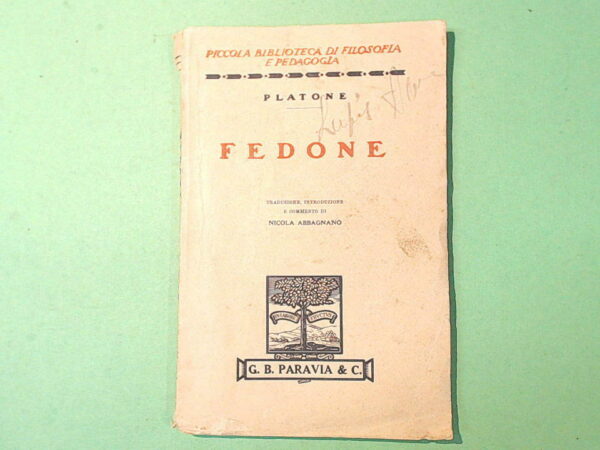 PICCOLA BIBLIOTECA DI FILOSOFIA
E PEDAGOGIA
PLATONE
FEDONE
TRADUZIONE, INTRODUZIONE
E COMMENTO DI
NICOLA ABBAGNANO
G. B. PARAVIA & C.